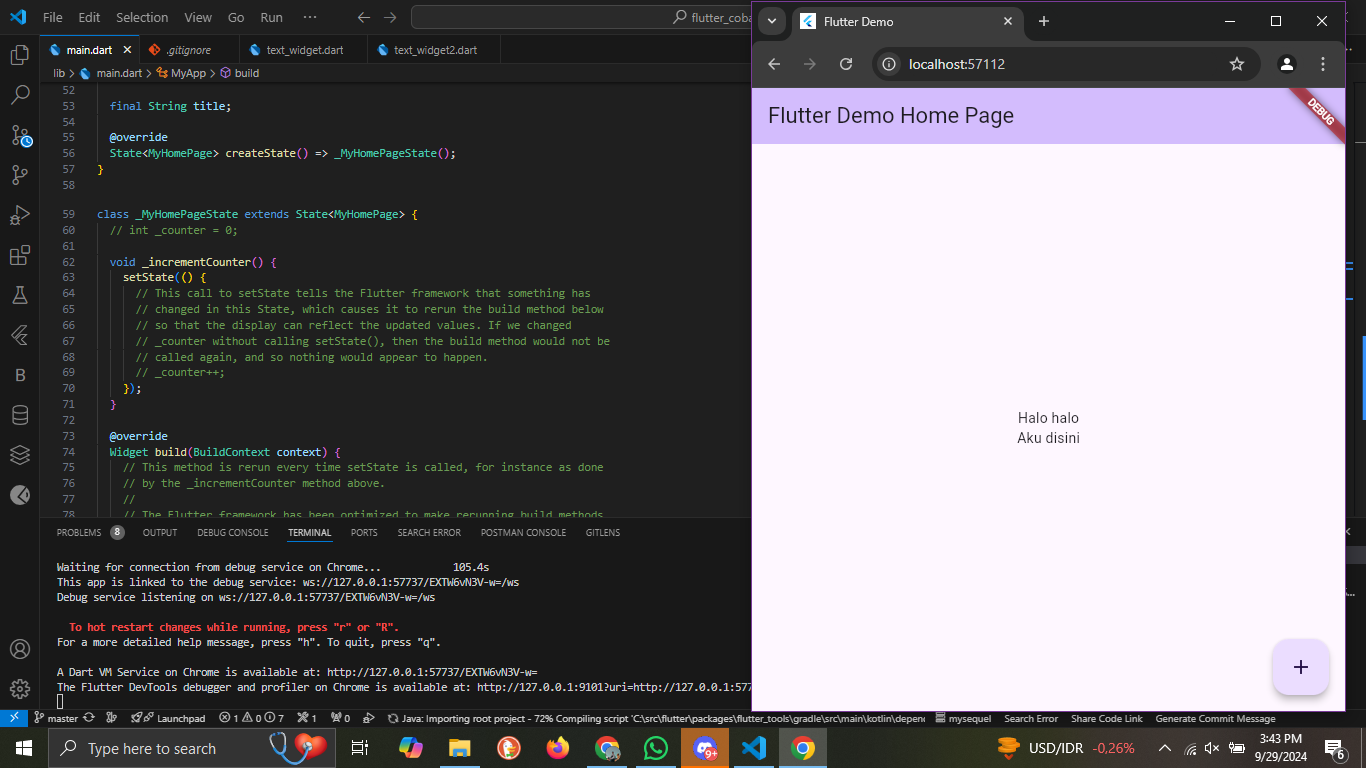 File Edit Selection View Go Run ···
flutter_coba
main.dart .gitignore text_widget.dart text_widget2.dart
lib > main.dart > MyApp > build
52
53 final String title;
54
55 @override
56 State<MyHomePage> createState() => _MyHomePageState();
57 }
58
59 class _MyHomePageState extends State<MyHomePage> {
60 // int _counter = 0;
61
62 void _incrementCounter() {
63 setState(() {
64 // This call to setState tells the Flutter framework that something has
65 // changed in this State, which causes it to rerun the build method below
66 // so that the display can reflect the updated values. If we changed
67 // _counter without calling setState(), then the build method would not be
68 // called again, and so nothing would appear to happen.
69 // _counter++;
70 });
71 }
72
73 @override
74 Widget build(BuildContext context) {
75 // This method is rerun every time setState is called, for instance as done
76 // by the _incrementCounter method above.
77 //
78 // The Flutter framework has been optimized to make rerunning build methods
PROBLEMS 8 OUTPUT DEBUG CONSOLE TERMINAL PORTS SEARCH ERROR POSTMAN CONSOLE GITLENS
Waiting for connection from debug service on Chrome... 105.4s
This app is linked to the debug service: ws://127.0.0.1:57737/EXTW6vN3V-w=/ws
Debug service listening on ws://127.0.0.1:57737/EXTW6vN3V-w=/ws
To hot restart changes while running, press "r" or "R".
For a more detailed help message, press "h". To quit, press "q".
A Dart VM Service on Chrome is available at: http://127.0.0.1:57737/EXTW6vN3V-w=
The Flutter DevTools debugger and profiler on Chrome is available at: http://127.0.0.1:9101?uri=http://127.0.0.1:577
Flutter Demo
localhost:57112
Flutter Demo Home Page
DEBUG
Halo halo
Aku disini
+
master Launchpad 1 0 7 1 0 Java: Importing root project - 72% Compiling script 'C:\src\flutter\packages\flutter_tools\gradle\src\main\kotlin\depend mysequel Search Error Share Code Link Generate Commit Message
Type here to search
9+
USD/IDR -0.26%
3:43 PM
9/29/2024
6